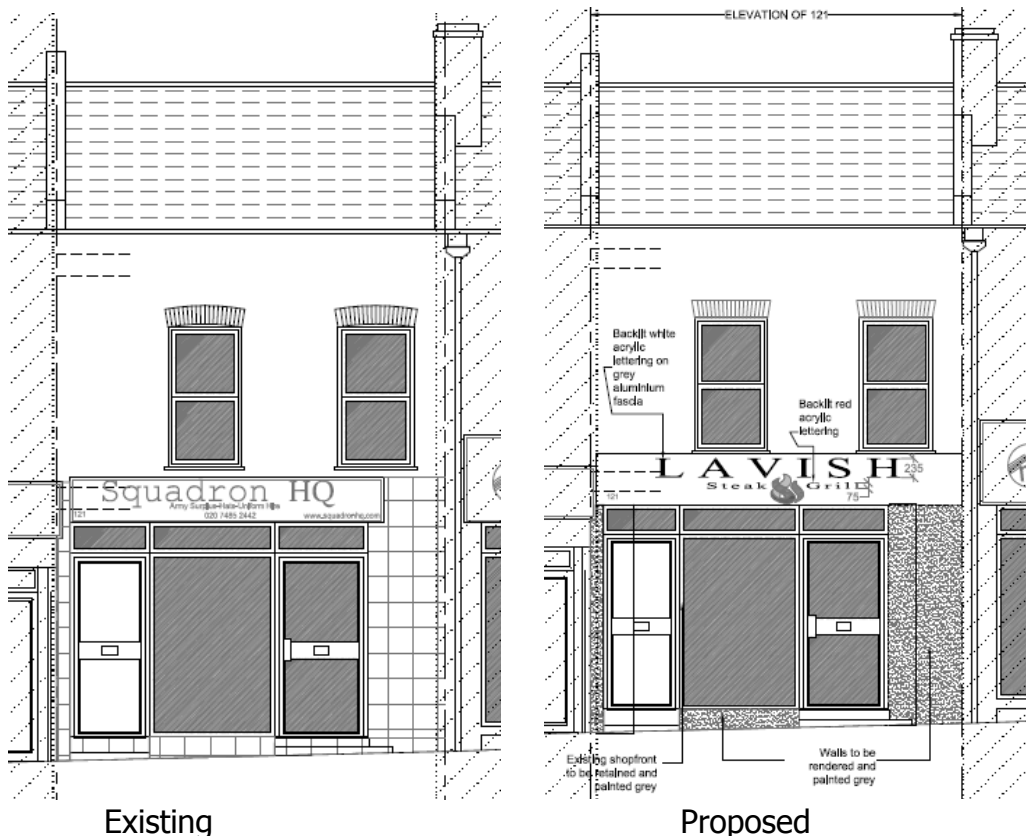 ELEVATION OF 121
Squadron HQ
Army Surplus-Hats-Uniform Hire
121
020 7485 2442
www.squadronhq.com
Backlit white
acrylic
lettering on
grey
aluminium
fascia
Backlit red
acrylic
lettering
LAVISH
Steak Grill
235
75
121
Existing shopfront
to be retained and
painted grey
Walls to be
rendered and
painted grey
Existing
Proposed